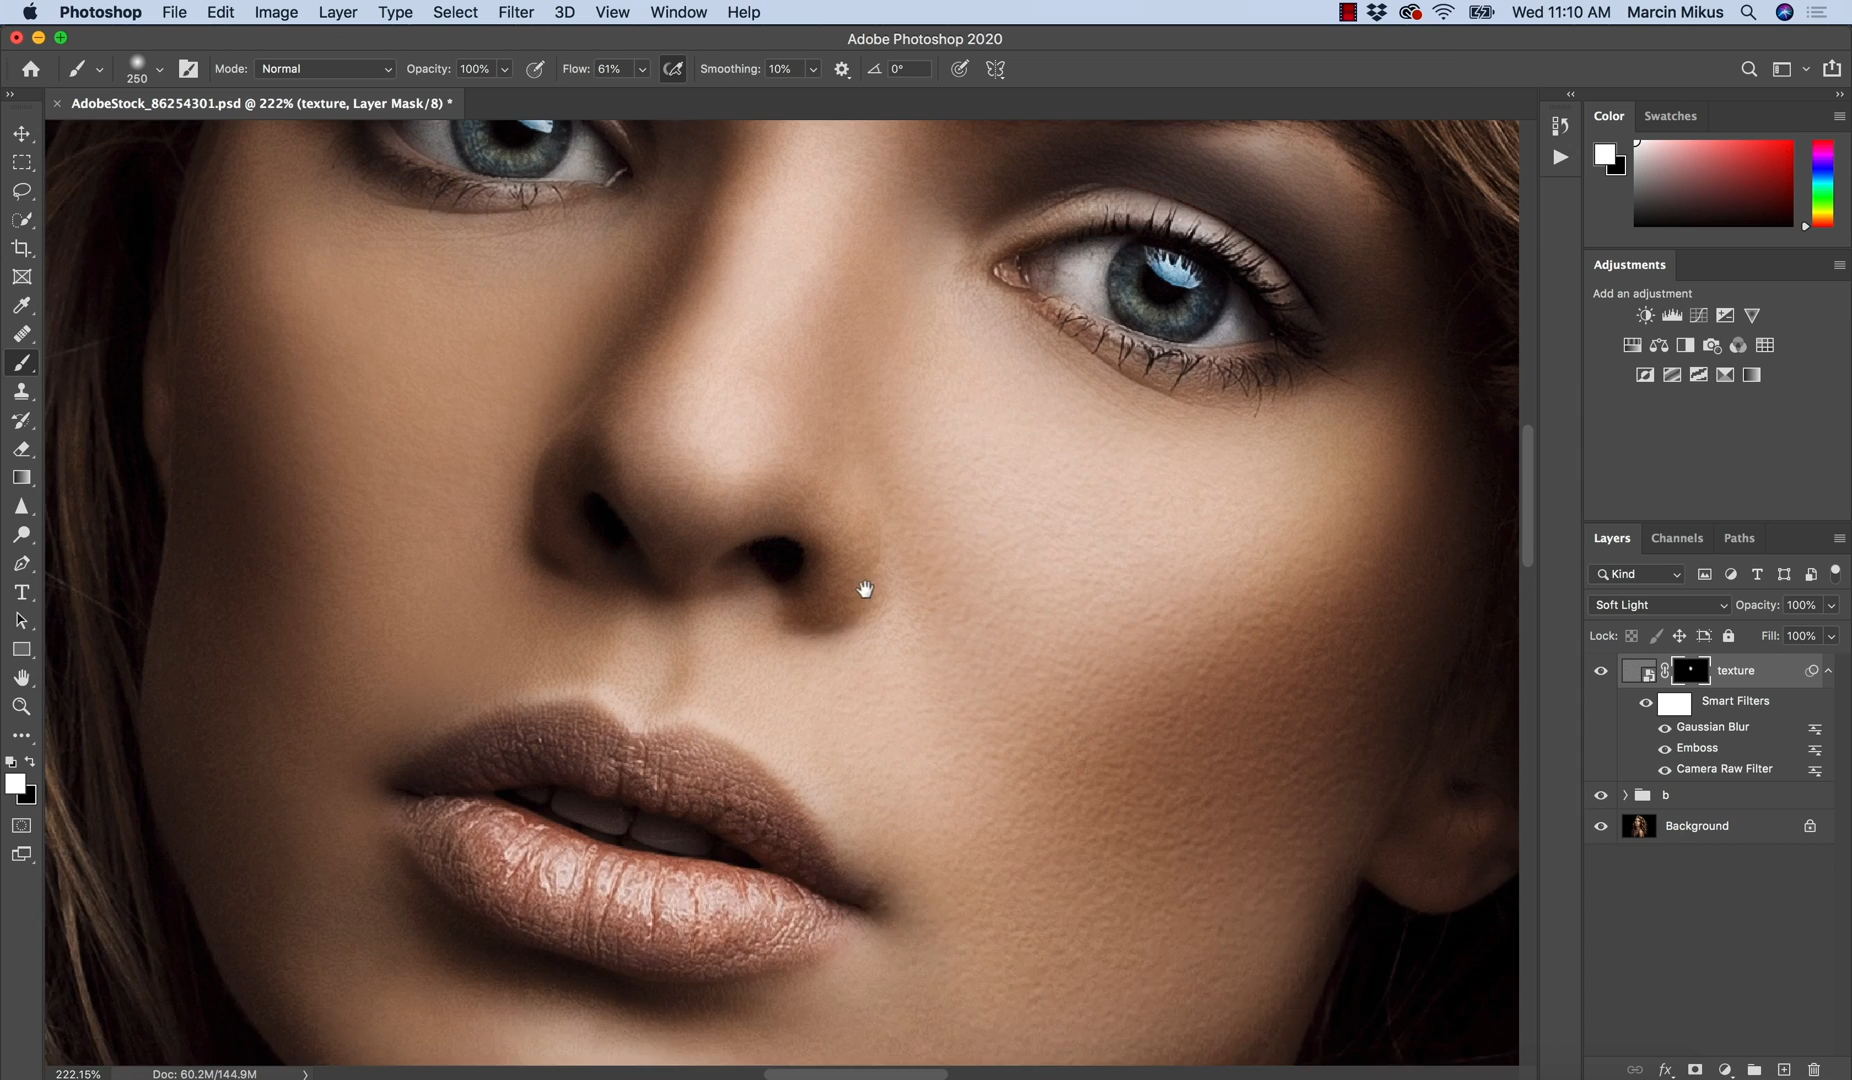 Photoshop File Edit Image Layer Type Select Filter 3D View Window Help Wed 11:10 AM Marcin Mikus
Adobe Photoshop 2020
250 Mode: Normal Opacity: 100% Flow: 61% Smoothing: 10% 0°
AdobeStock_86254301.psd @ 222% (texture, Layer Mask/8) *
Color Swatches
Adjustments
Add an adjustment
Layers Channels Paths
Kind
Soft Light Opacity: 100%
Lock: Fill: 100%
texture
Smart Filters
Gaussian Blur
Emboss
Camera Raw Filter
b
Background
222.15% Doc: 60.2M/144.9M
fx